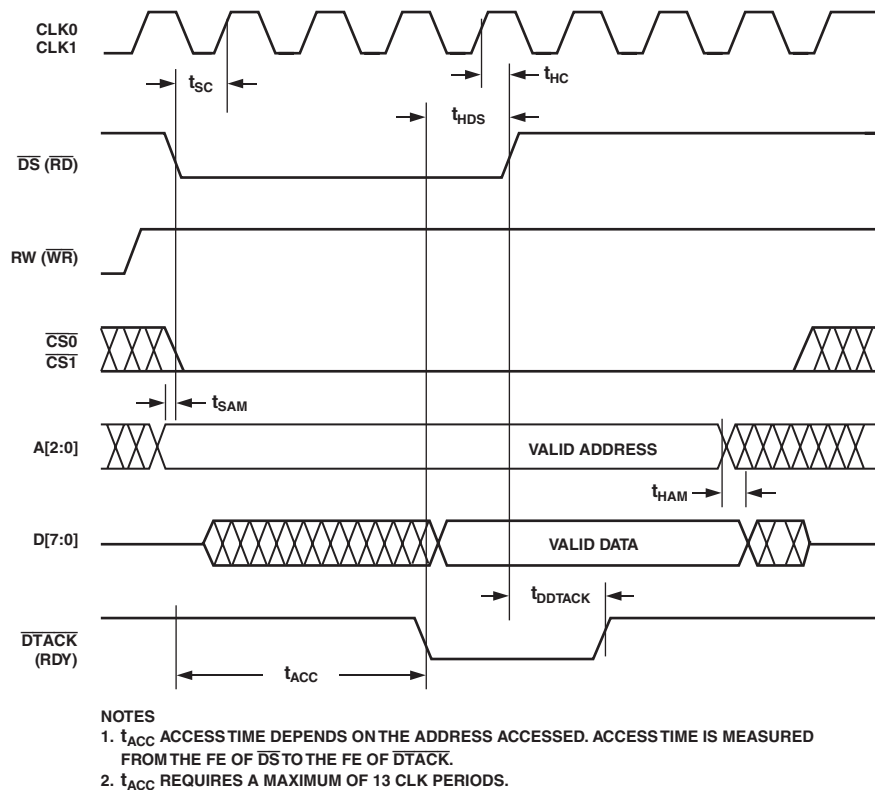 CLK0
CLK1
tSC
tHC
tHDS
DS (RD)
RW (WR)
CS0
CS1
tSAM
A[2:0]
VALID ADDRESS
tHAM
D[7:0]
VALID DATA
tDDTACK
DTACK
(RDY)
tACC
NOTES
1. tACC ACCESS TIME DEPENDS ON THE ADDRESS ACCESSED. ACCESS TIME IS MEASURED
FROM THE FE OF DS TO THE FE OF DTACK.
2. tACC REQUIRES A MAXIMUM OF 13 CLK PERIODS.